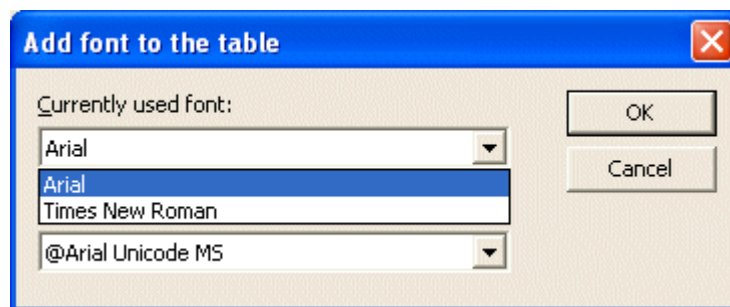 Add font to the table
Currently used font:
OK
Arial
Cancel
Arial
Times New Roman
@Arial Unicode MS